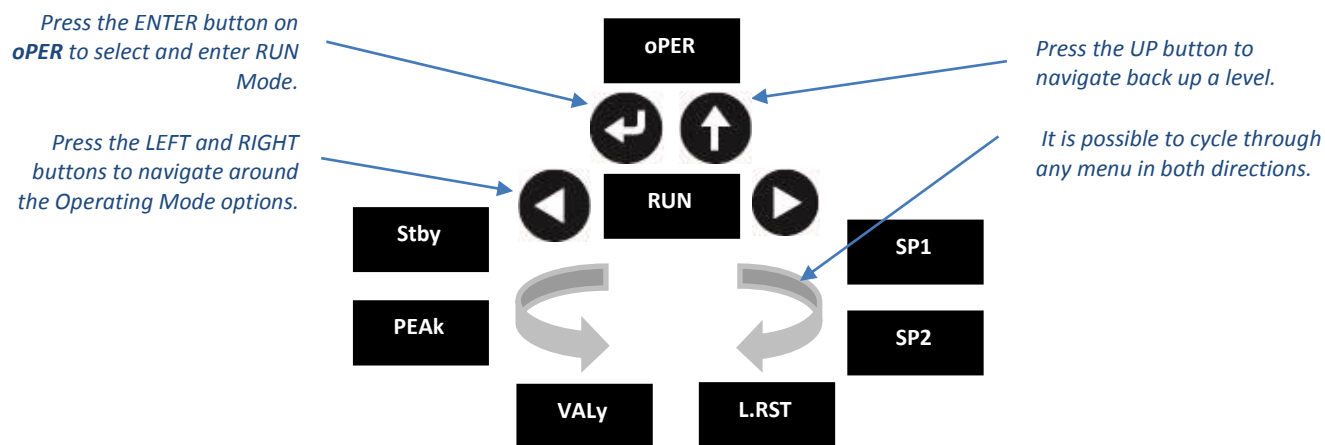 Press the ENTER button on
oPER to select and enter RUN
Mode.
Press the LEFT and RIGHT
buttons to navigate around
the Operating Mode options.
oPER
Press the UP button to
navigate back up a level.
It is possible to cycle through
any menu in both directions.
RUN
Stby
SP1
PEAk
SP2
VALy
L.RST